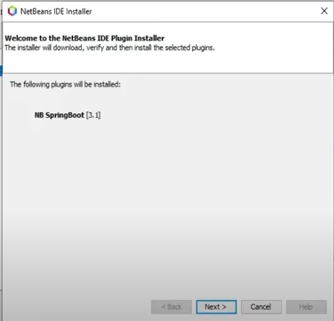 NetBeans IDE Installer
Welcome to the NetBeans IDE Plugin Installer
The installer will download, verify and then install the selected plugins.
The following plugins will be installed:
NB SpringBoot [3.1]
< Back
Next >
Cancel
Help